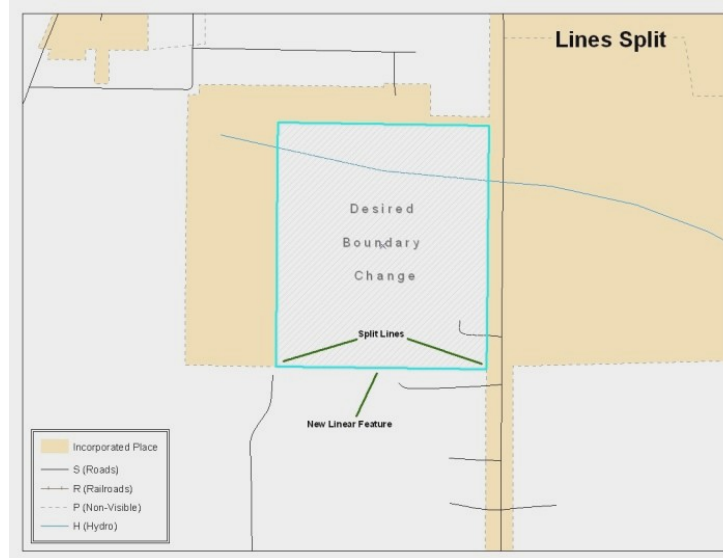 Lines Split
Desired
Boundary
Change
Split Lines
New Linear Feature
Incorporated Place
S (Roads)
R (Railroads)
P (Non-Visible)
H (Hydro)